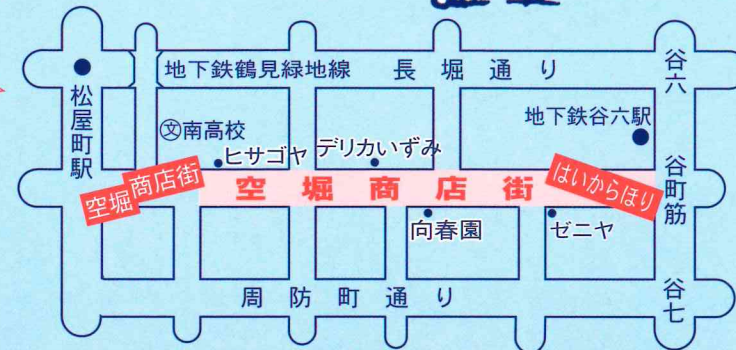 地下鉄鶴見緑地線 長堀通り
谷六
松屋町駅
㊛南高校
地下鉄谷六駅
ヒサゴヤ
デリカいずみ
空堀商店街
空堀商店街
はいからほり
谷町筋
向春園
ゼニヤ
周防町通り
谷七